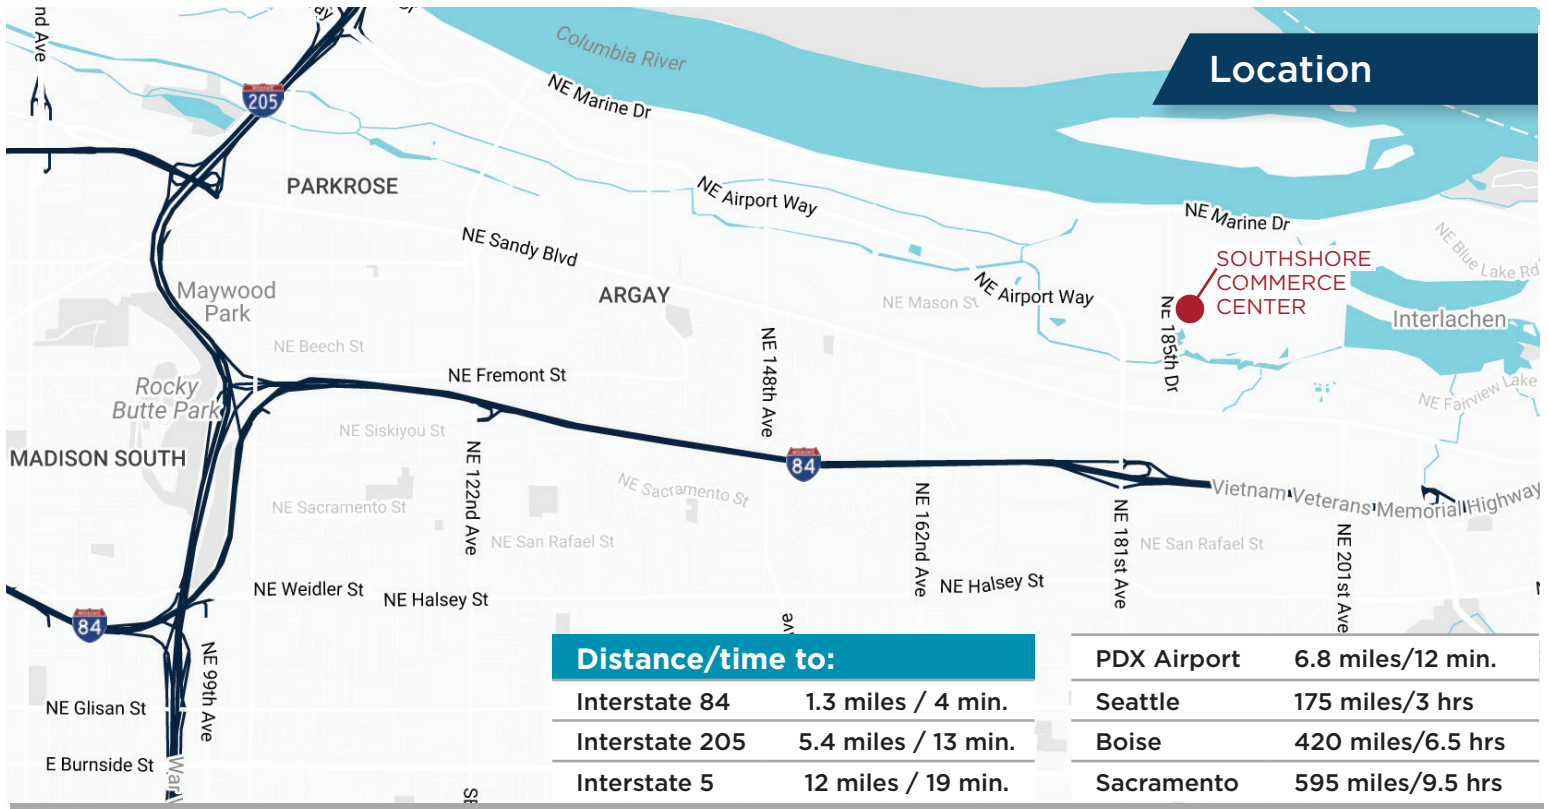 nd Ave
Columbia River
Location
205
NE Marine Dr
PARKROSE
NE Airport Way
NE Marine Dr
NE Sandy Blvd
NE Blue Lake Rd
SOUTHSHORE
COMMERCE
CENTER
Maywood
Park
ARGAY
NE Mason St
NE Airport Way
NE 185th Dr
Interlachen
NE Beech St
NE 148th Ave
Rocky
Butte Park
NE Fremont St
NE Fairview Lake
NE Siskiyou St
MADISON SOUTH
NE 122nd Ave
84
NE Sacramento St
NE Sacramento St
NE 162nd Ave
NE 181st Ave
Vietnam Veterans Memorial Highway
NE San Rafael St
NE San Rafael St
NE 201st Ave
NE Weidler St
NE Halsey St
NE Halsey St
84
Ave
NE 99th Ave
NE Glisan St
E Burnside St
Distance/time to:
Interstate 84 1.3 miles / 4 min.
Interstate 205 5.4 miles / 13 min.
Interstate 5 12 miles / 19 min.
PDX Airport 6.8 miles/12 min.
Seattle 175 miles/3 hrs
Boise 420 miles/6.5 hrs
Sacramento 595 miles/9.5 hrs